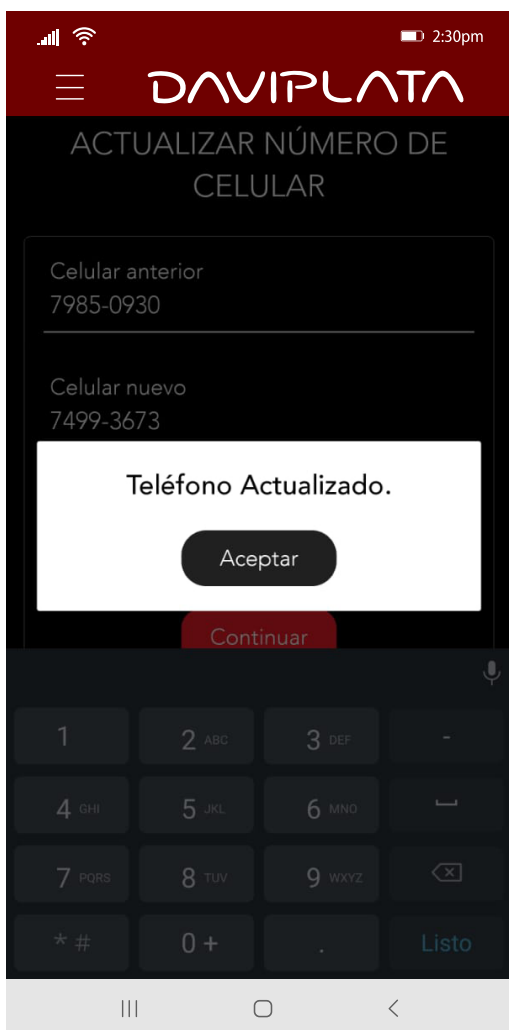 2:30pm
DAVIPLATA
ACTUALIZAR NÚMERO DE
CELULAR
Celular anterior
7985-0930
Celular nuevo
7499-3673
Teléfono Actualizado.
Aceptar
Continuar
1 2 ABC 3 DEF -
4 GHI 5 JKL 6 MNO
7 PQRS 8 TUV 9 WXYZ
* # 0 + . Listo